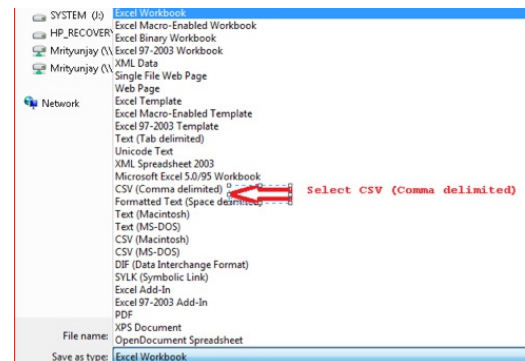 SYSTEM (J:)
HP_RECOVERY
Mrityunjay (\\
Mrityunjay (\\
Network
Excel Workbook
Excel Macro-Enabled Workbook
Excel Binary Workbook
Excel 97-2003 Workbook
XML Data
Single File Web Page
Web Page
Excel Template
Excel Macro-Enabled Template
Excel 97-2003 Template
Text (Tab delimited)
Unicode Text
XML Spreadsheet 2003
Microsoft Excel 5.0/95 Workbook
CSV (Comma delimited)
Select CSV (Comma delimited)
Formatted Text (Space delimited)
Text (Macintosh)
Text (MS-DOS)
CSV (Macintosh)
CSV (MS-DOS)
DIF (Data Interchange Format)
SYLK (Symbolic Link)
Excel Add-In
Excel 97-2003 Add-In
PDF
XPS Document
OpenDocument Spreadsheet
File name:
Save as type: Excel Workbook